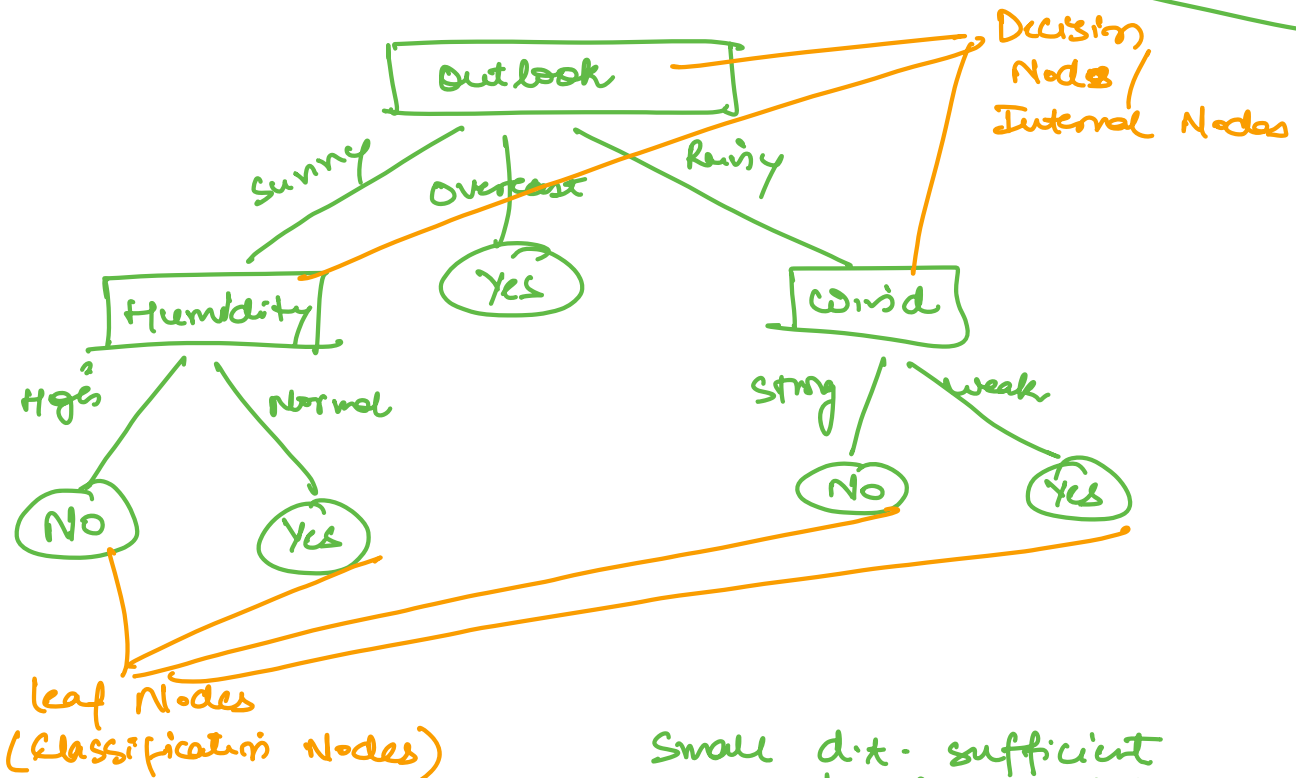 Decision
Outlook
Nodes/
Internal Nodes
Sunny
Overcast
Rainy
Yes
Humidity
Wind
High
Normal
Strong
Weak
No
Yes
No
Yes
Leaf Nodes
(Classification Nodes)
Small d.t. sufficient